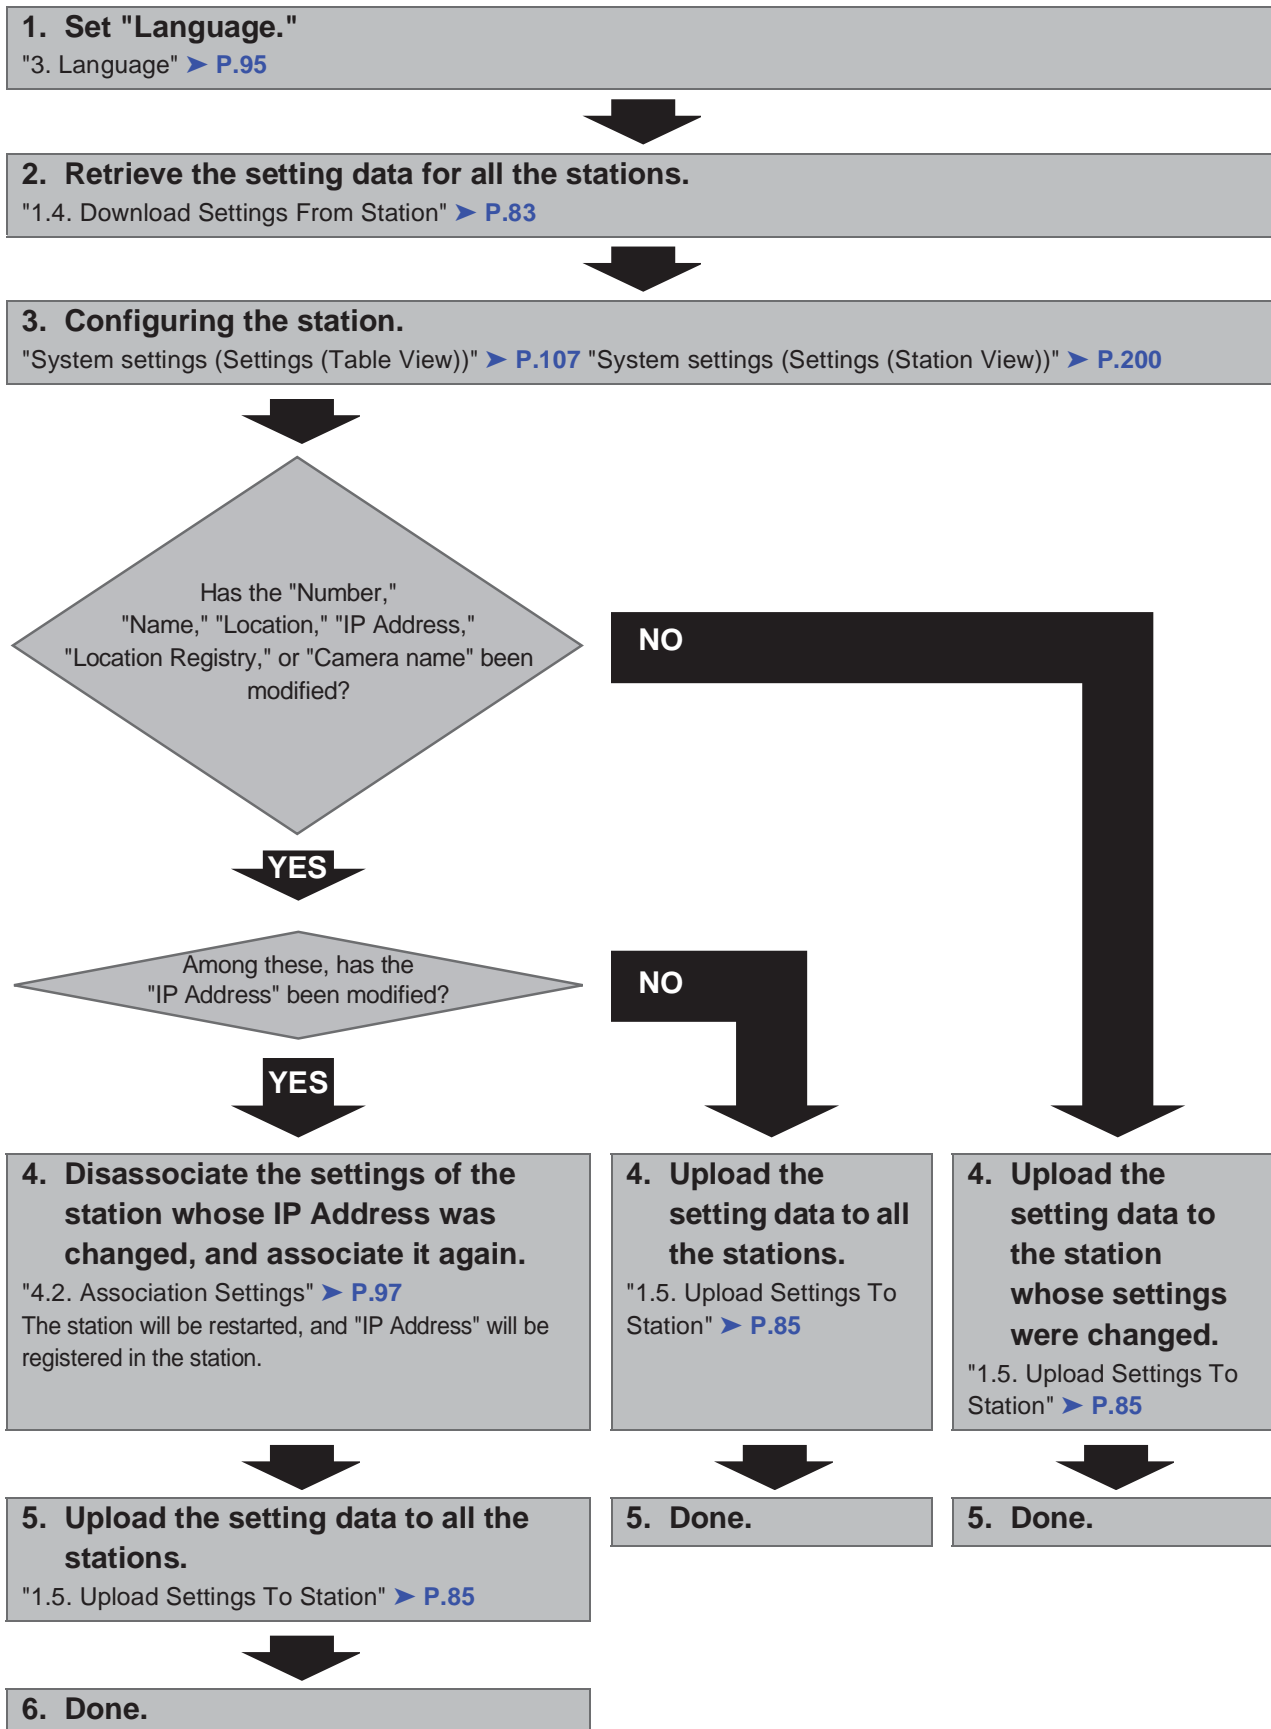 1. Set "Language."
"3. Language" ➤ P.95
2. Retrieve the setting data for all the stations.
"1.4. Download Settings From Station" ➤ P.83
3. Configuring the station.
"System settings (Settings (Table View))" ➤ P.107 "System settings (Settings (Station View))" ➤ P.200
Has the "Number,"
"Name," "Location," "IP Address,"
"Location Registry," or "Camera name" been
modified?
NO
YES
Among these, has the
"IP Address" been modified?
NO
YES
4. Disassociate the settings of the
station whose IP Address was
changed, and associate it again.
"4.2. Association Settings" ➤ P.97
The station will be restarted, and "IP Address" will be
registered in the station.
4. Upload the
setting data to all
the stations.
"1.5. Upload Settings To
Station" ➤ P.85
4. Upload the
setting data to
the station
whose settings
were changed.
"1.5. Upload Settings To
Station" ➤ P.85
5. Upload the setting data to all the
stations.
"1.5. Upload Settings To Station" ➤ P.85
5. Done.
5. Done.
6. Done.